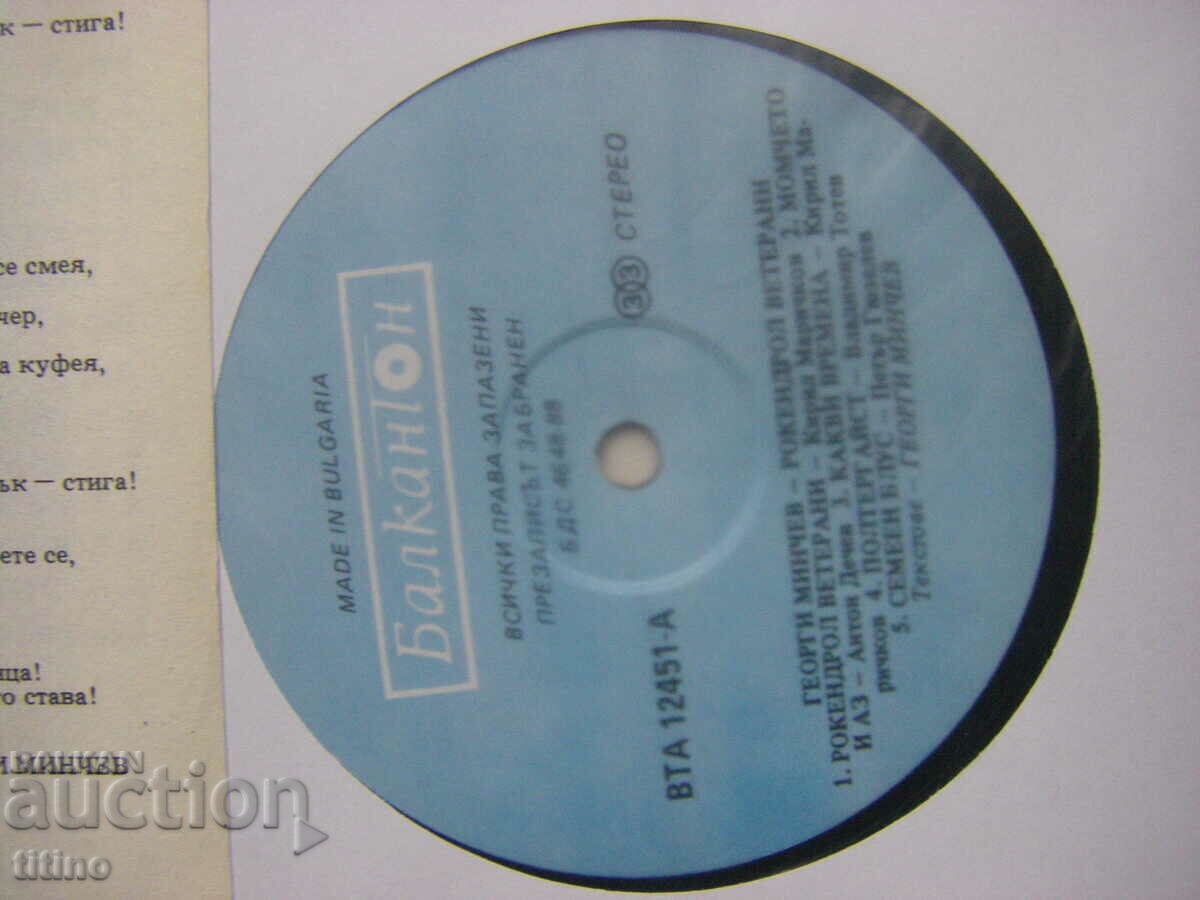 к — стига!
се смея,
чер,
а куфея,
ък — стига!
ете се,
ица!
о става!
И МИНЧЕВ
MADE IN BULGARIA
Балкантон
ВСИЧКИ ПРАВА ЗАПАЗЕНИ
ПРЕЗАПИСЪТ ЗАБРАНЕН
БДС 4648-88
ВТА 12451-А
33 СТЕРЕО
ГЕОРГИ МИНЧЕВ – РОКЕНДРОЛ ВЕТЕРАНИ
1. РОКЕНДРОЛ ВЕТЕРАНИ – Кирил Маричков 2. МОМЧЕТО
И АЗ – Антон Дечев 3. КАКВИ ВРЕМЕНА – Кирил Ма-
ричков 4. ПОЛТЕРГАЙСТ – Владимир Тотев
5. СЕМЕЕН БЛУС – Петър Гюзелев
Текстове – ГЕОРГИ МИНЧЕВ
BALKAN
auction
titino